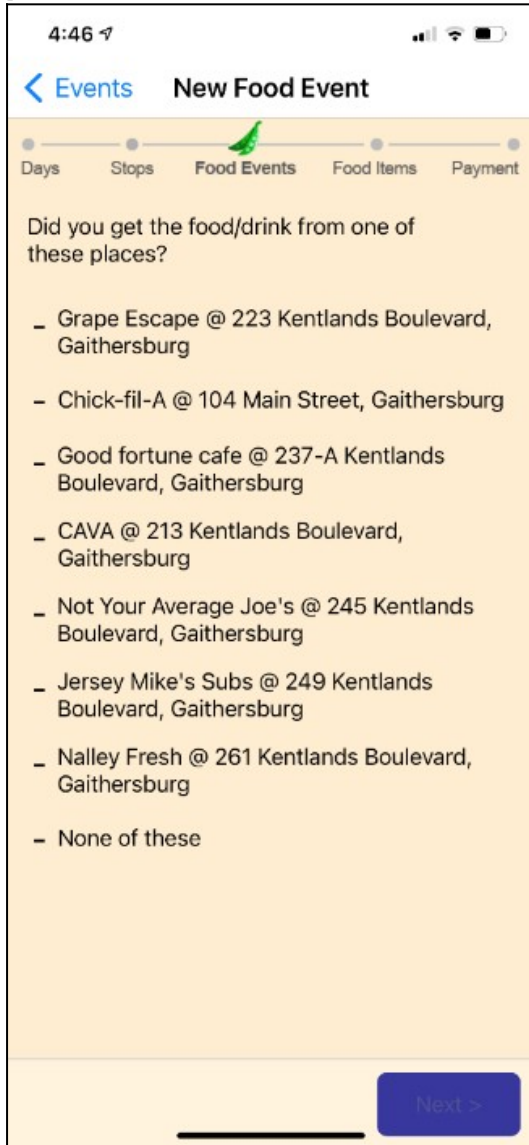 4:46
Events New Food Event
Days Stops Food Events Food Items Payment
Did you get the food/drink from one of
these places?
– Grape Escape @ 223 Kentlands Boulevard,
Gaithersburg
– Chick-fil-A @ 104 Main Street, Gaithersburg
– Good fortune cafe @ 237-A Kentlands
Boulevard, Gaithersburg
– CAVA @ 213 Kentlands Boulevard,
Gaithersburg
– Not Your Average Joe's @ 245 Kentlands
Boulevard, Gaithersburg
– Jersey Mike's Subs @ 249 Kentlands
Boulevard, Gaithersburg
– Nalley Fresh @ 261 Kentlands Boulevard,
Gaithersburg
– None of these
Next >